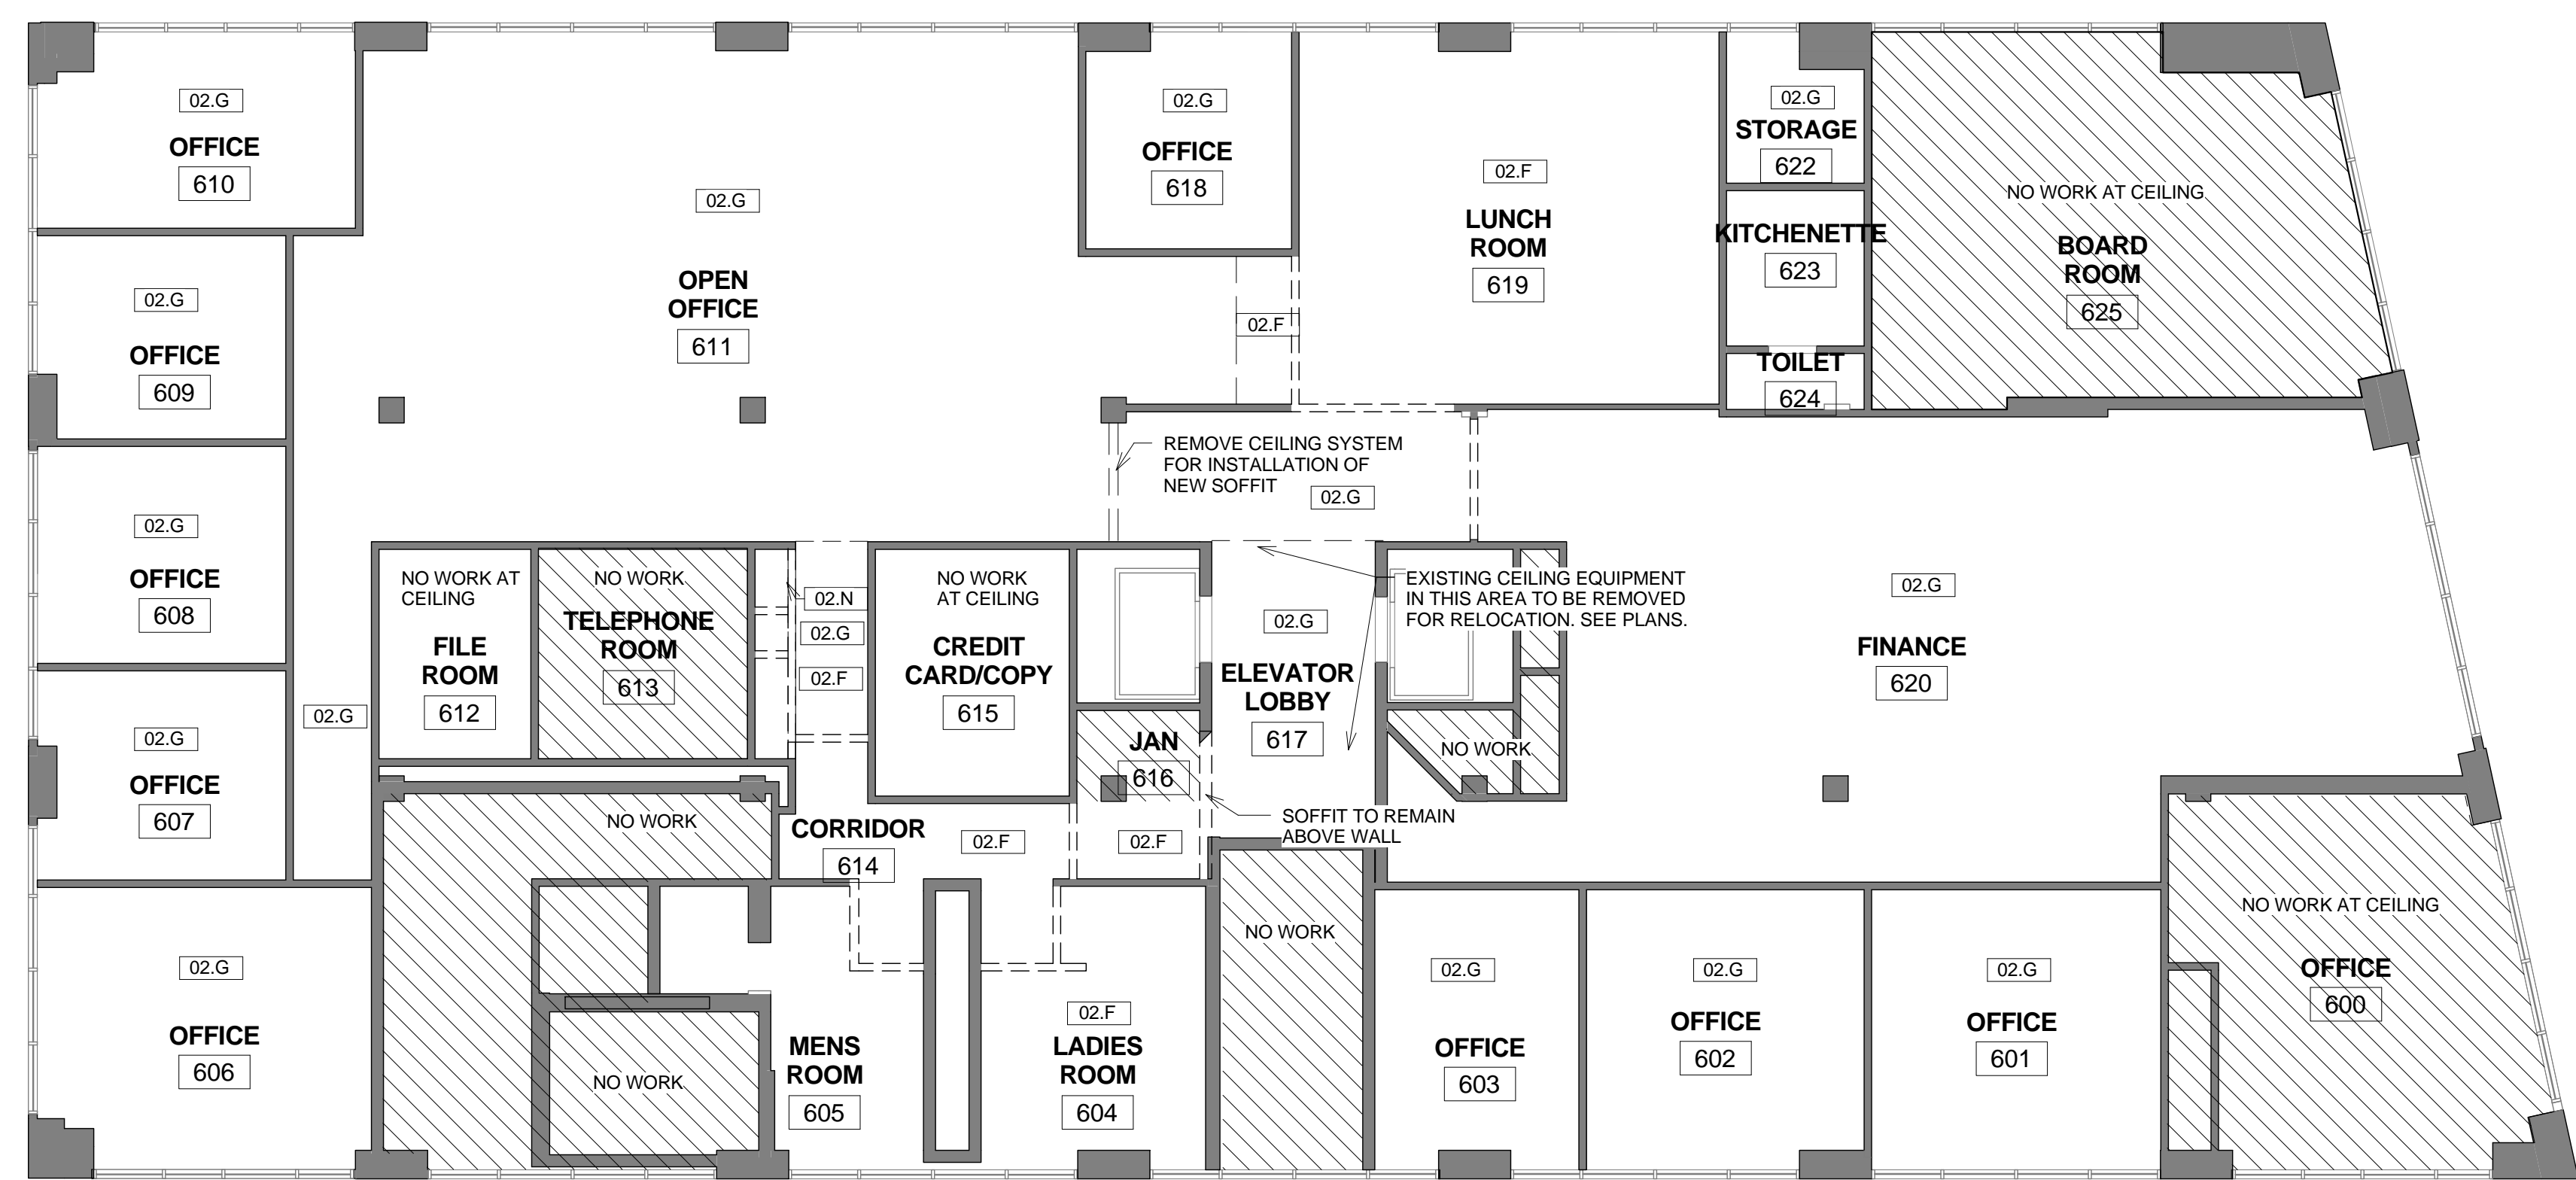 02.G
OFFICE
610
02.G
OFFICE
609
02.G
OFFICE
608
02.G
OFFICE
607
02.G
OFFICE
606
02.G
OPEN
OFFICE
611
02.G
02.G
OFFICE
618
02.F
02.F
LUNCH
ROOM
619
02.G
STORAGE
622
KITCHENETTE
623
TOILET
624
NO WORK AT CEILING
BOARD
ROOM
625
REMOVE CEILING SYSTEM
FOR INSTALLATION OF
NEW SOFFIT
02.G
NO WORK AT
CEILING
FILE
ROOM
612
NO WORK
TELEPHONE
ROOM
613
02.N
02.G
02.F
NO WORK
AT CEILING
CREDIT
CARD/COPY
615
02.G
ELEVATOR
LOBBY
617
EXISTING CEILING EQUIPMENT
IN THIS AREA TO BE REMOVED
FOR RELOCATION. SEE PLANS.
02.G
FINANCE
620
JAN
616
02.F
NO WORK
SOFFIT TO REMAIN
ABOVE WALL
NO WORK
CORRIDOR
614
02.F
NO WORK
MENS
ROOM
605
02.F
LADIES
ROOM
604
NO WORK
02.G
OFFICE
603
02.G
OFFICE
602
02.G
OFFICE
601
NO WORK AT CEILING
OFFICE
600